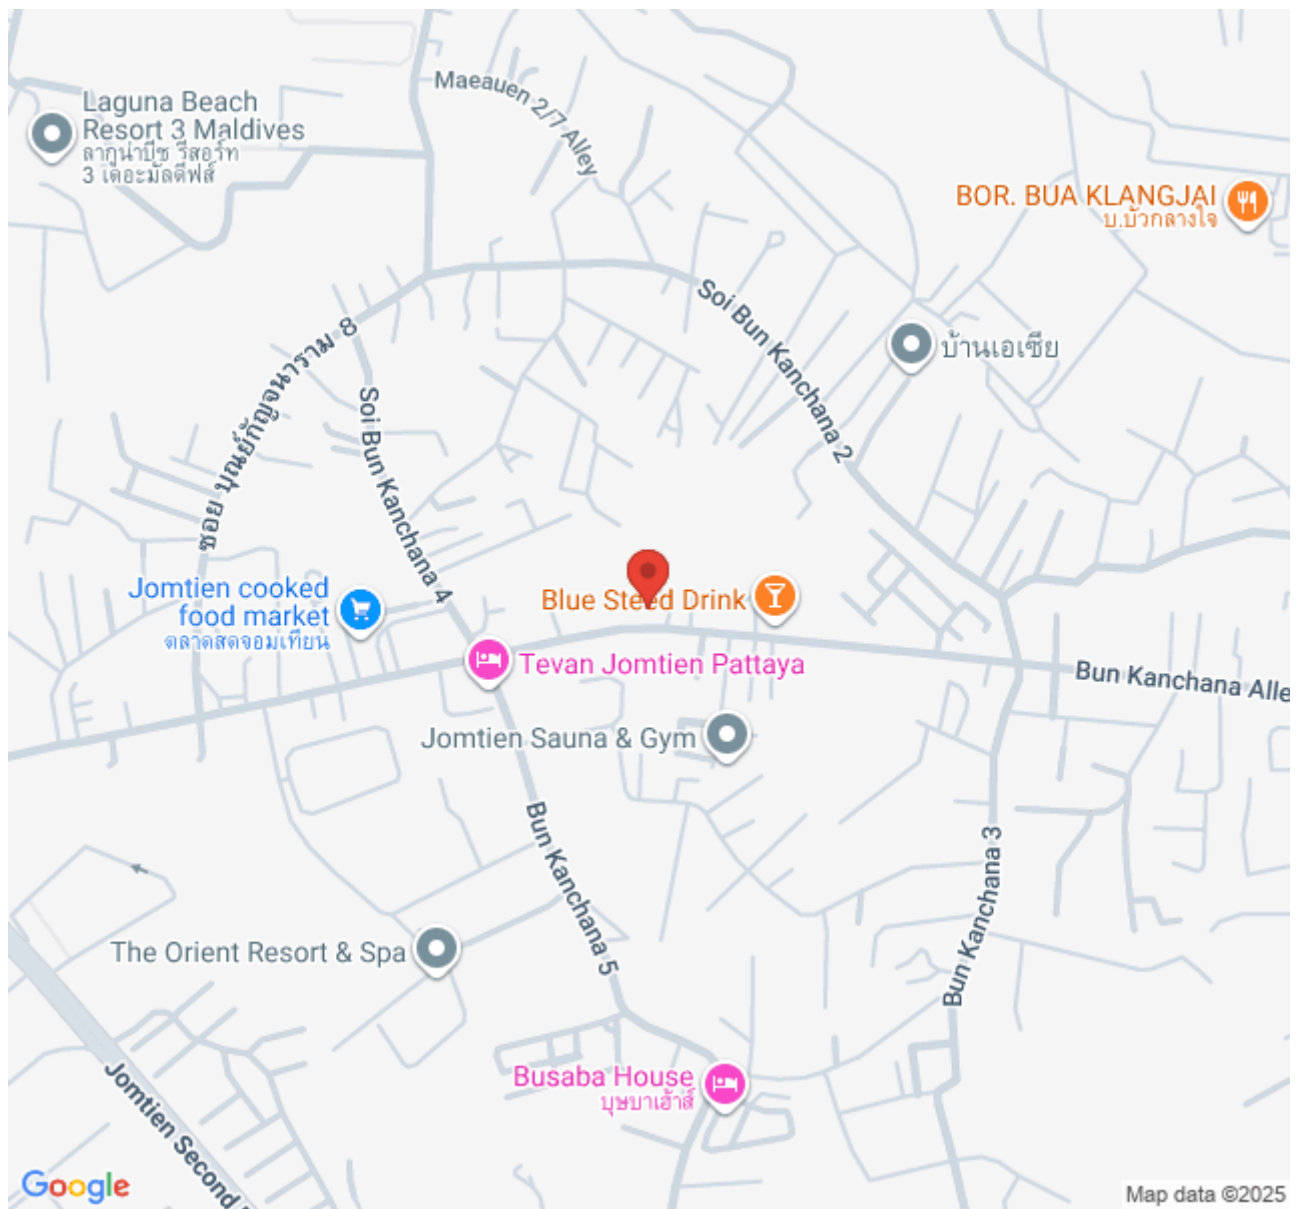 Maeauen 2/7 Alley
Laguna Beach
Resort 3 Maldives
ลากูน่าบีช รีสอร์ท
3 เดอะมัลดีฟส์
BOR. BUA KLANGJAI
บ.บัวกลางใจ
Soi Bun Kanchana 2
บ้านเอเซีย
ซอย บุณย์กัญจนาราม 8
Soi Bun Kanchana 4
Jomtien cooked
food market
ตลาดสดจอมเทียน
Blue Steed Drink
Tevan Jomtien Pattaya
Bun Kanchana Alle
Jomtien Sauna & Gym
Bun Kanchana 5
Bun Kanchana 3
The Orient Resort & Spa
Busaba House
บุษบาเฮ้าส์
Jomtien Second
Google
Map data ©2025